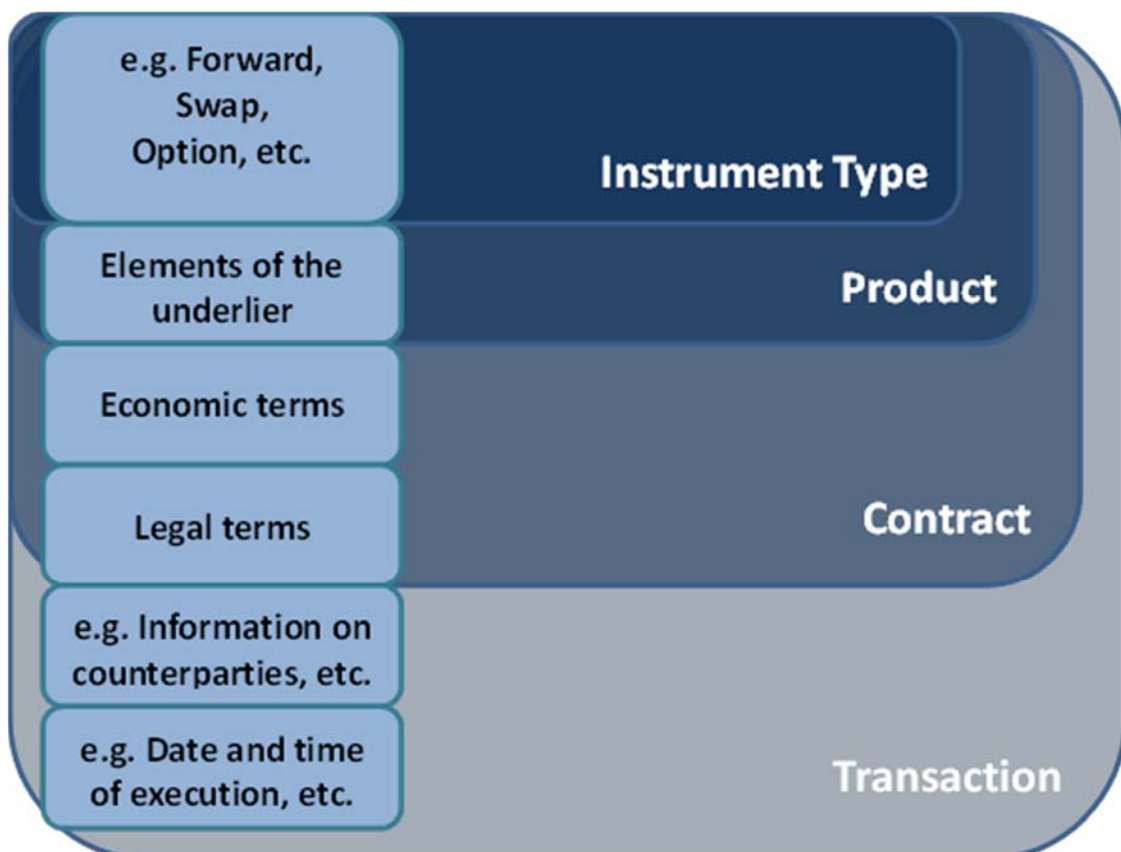 e.g. Forward,
Swap,
Option, etc.
Instrument Type
Elements of the
underlier
Product
Economic terms
Legal terms
Contract
e.g. Information on
counterparties, etc.
e.g. Date and time
of execution, etc.
Transaction